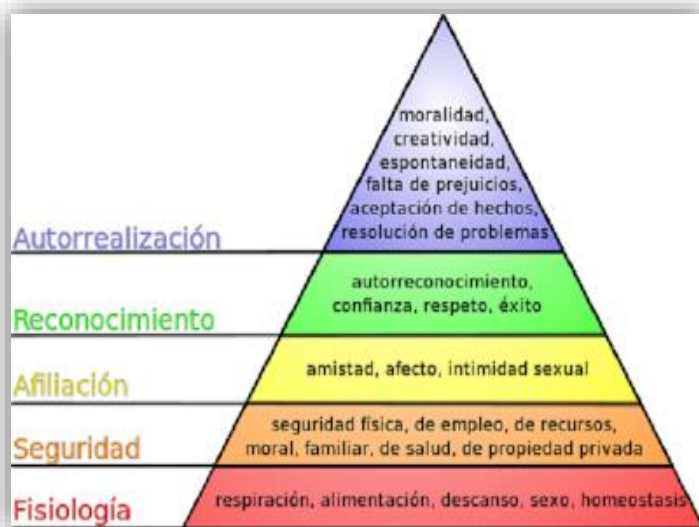 moralidad,
creatividad,
espontaneidad,
falta de prejuicios,
aceptación de hechos,
resolución de problemas
Autorrealización
autorreconocimiento,
confianza, respeto, éxito
Reconocimiento
amistad, afecto, intimidad sexual
Afiliación
seguridad física, de empleo, de recursos,
moral, familiar, de salud, de propiedad privada
Seguridad
respiración, alimentación, descanso, sexo, homeostasis
Fisiología